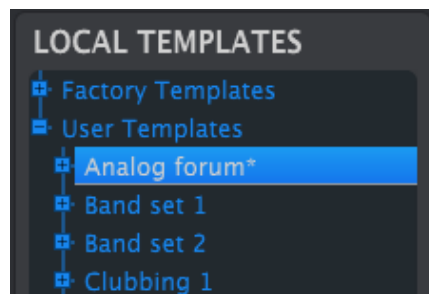 LOCAL TEMPLATES
Factory Templates
User Templates
Analog forum*
Band set 1
Band set 2
Clubbing 1